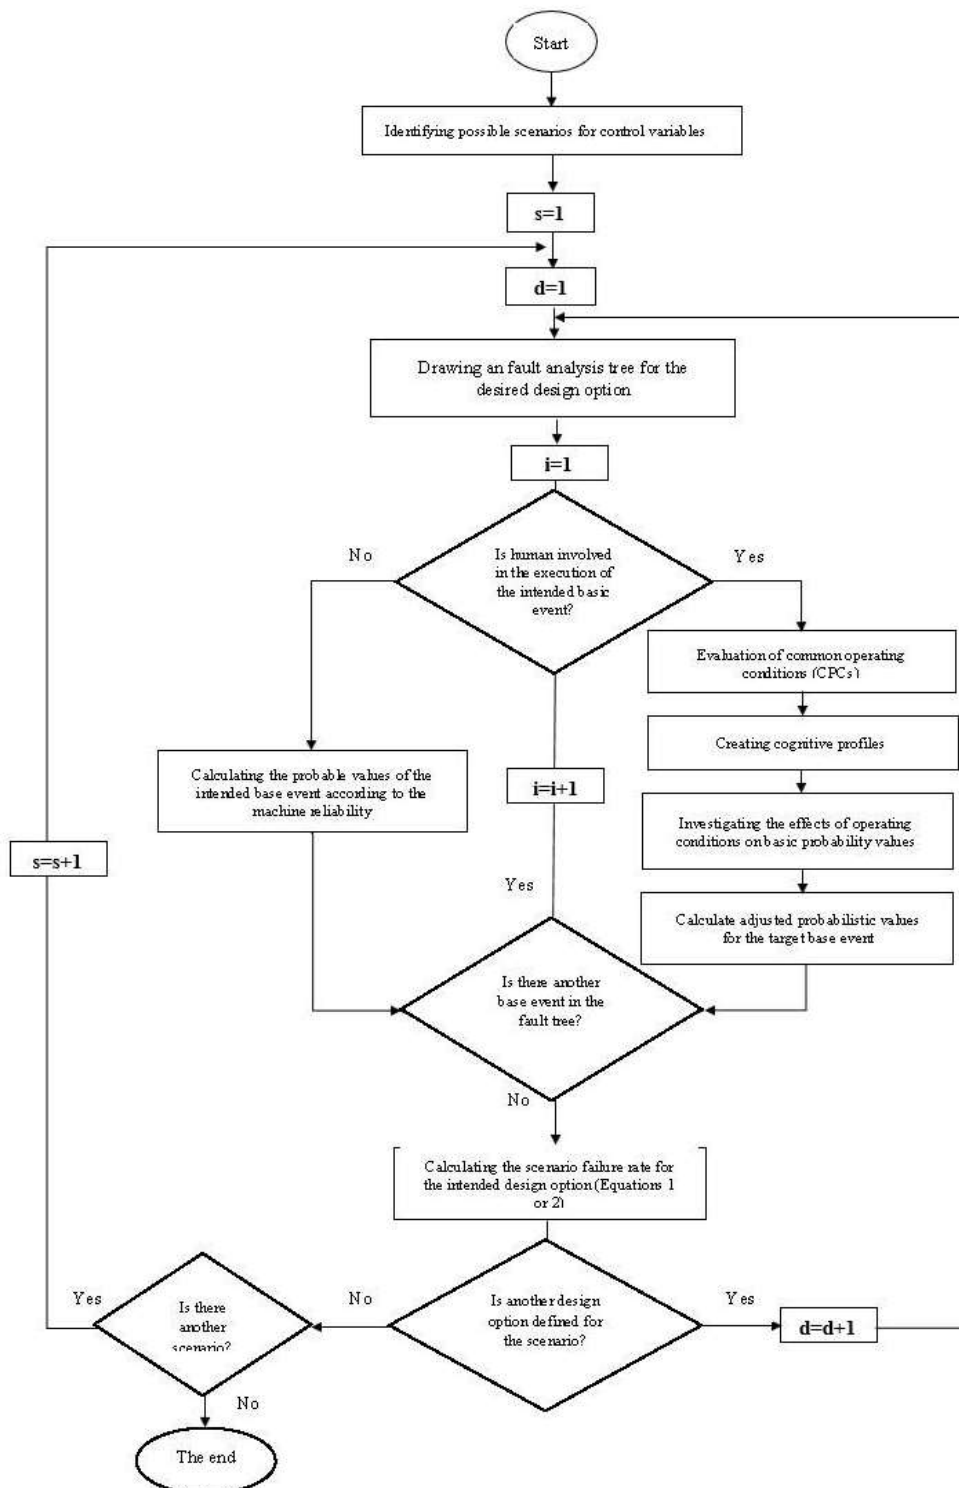 Start
Identifying possible scenarios for control variables
s=1
d=1
Drawing an fault analysis tree for the
desired design option
i=1
No
Is human involved
in the execution of
the intended basic
event?
Yes
Evaluation of common operating
conditions (CPCs)
Creating cognitive profiles
Calculating the probable values of the
intended base event according to the
machine reliability
i=i+1
Investigating the effects of operating
conditions on basic probability values
s=s+1
Yes
Calculate adjusted probabilistic values
for the target base event
Is there another
base event in the
fault tree?
No
Calculating the scenario failure rate for
the intended design option (Equations 1
or 2)
Yes
Is there
another
scenario?
No
Is another design
option defined for
the scenario?
Yes
d=d+1
No
The end